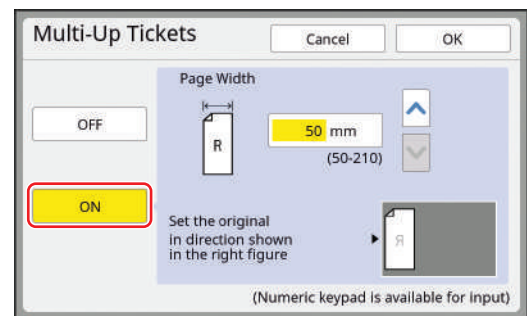 Multi-Up Tickets
Cancel
OK
OFF
ON
Page Width
R
50 mm
(50-210)
Set the original
in direction shown
in the right figure
R
(Numeric keypad is available for input)